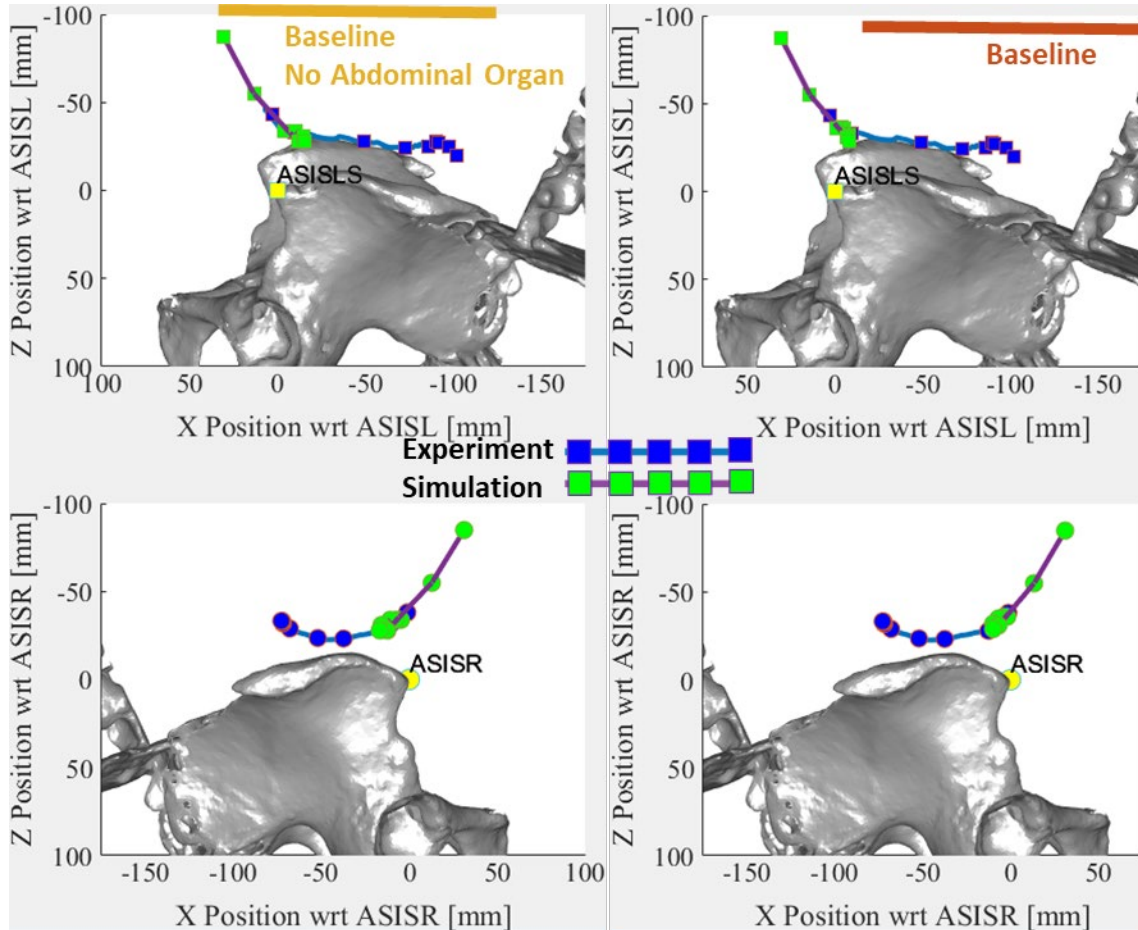 -100
-50
0
50
100
Z Position wrt ASISL [mm]
Baseline
No Abdominal Organ
ASISLS
100
50
0
-50
-100
-150
X Position wrt ASISL [mm]
-100
-50
0
50
100
Z Position wrt ASISL [mm]
Baseline
ASISLS
50
0
-50
-100
-150
X Position wrt ASISL [mm]
Experiment
Simulation
-100
-50
0
50
100
Z Position wrt ASISR [mm]
ASISR
-150
-100
-50
0
50
100
X Position wrt ASISR [mm]
-100
-50
0
50
100
Z Position wrt ASISR [mm]
ASISR
-150
-100
-50
0
50
X Position wrt ASISR [mm]